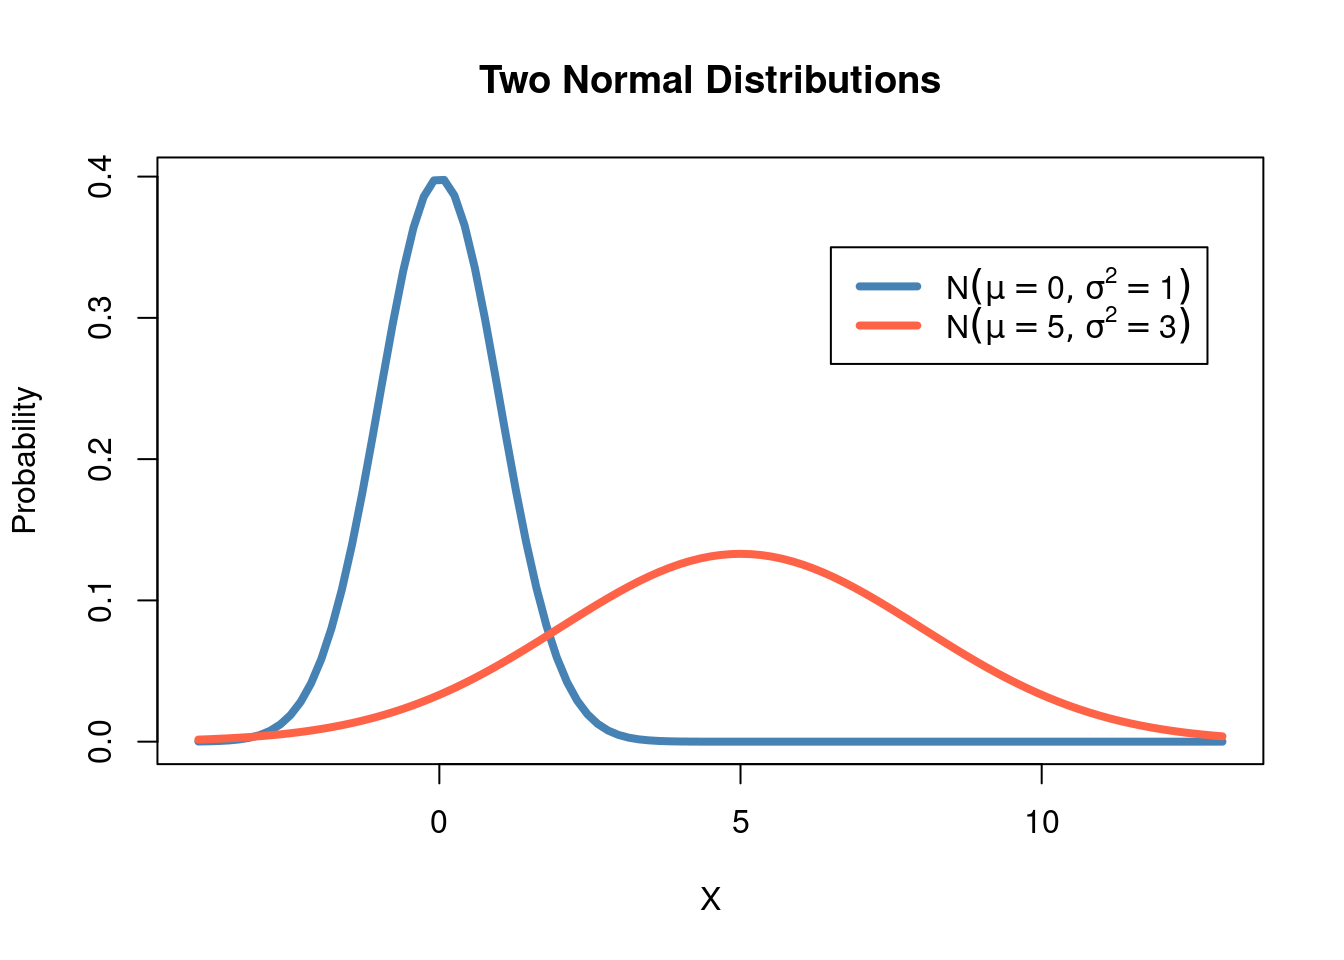 Two Normal Distributions
Probability
0.4
0.3
0.2
0.1
0.0
N(μ = 0, σ² = 1)
N(μ = 5, σ² = 3)
0 5 10
X